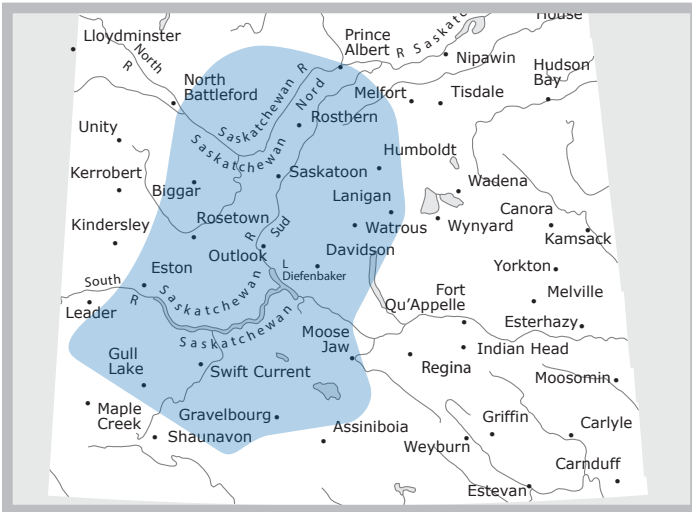 House
Lloydminster
North
R
Prince
Albert
R Saskatc
Nipawin
North
Battleford
Saskatchewan R
Nord
Saskatchewan
Melfort
Tisdale
Hudson
Bay
Rosthern
Unity
Humboldt
Kerrobert
Biggar
Saskatoon
Lanigan
Wadena
Kindersley
Rosetown
R Sud
Watrous
Wynyard
Canora
Kamsack
Outlook
Davidson
L
Diefenbaker
Yorkton
South
R
Eston
Saskatchewan
Saskatchewan
Leader
Fort
Qu'Appelle
Melville
Esterhazy
Moose
Jaw
Gull
Lake
Swift Current
Regina
Indian Head
Moosomin
Maple
Creek
Gravelbourg
Shaunavon
Assiniboia
Griffin
Carlyle
Weyburn
Carnduff
Estevan